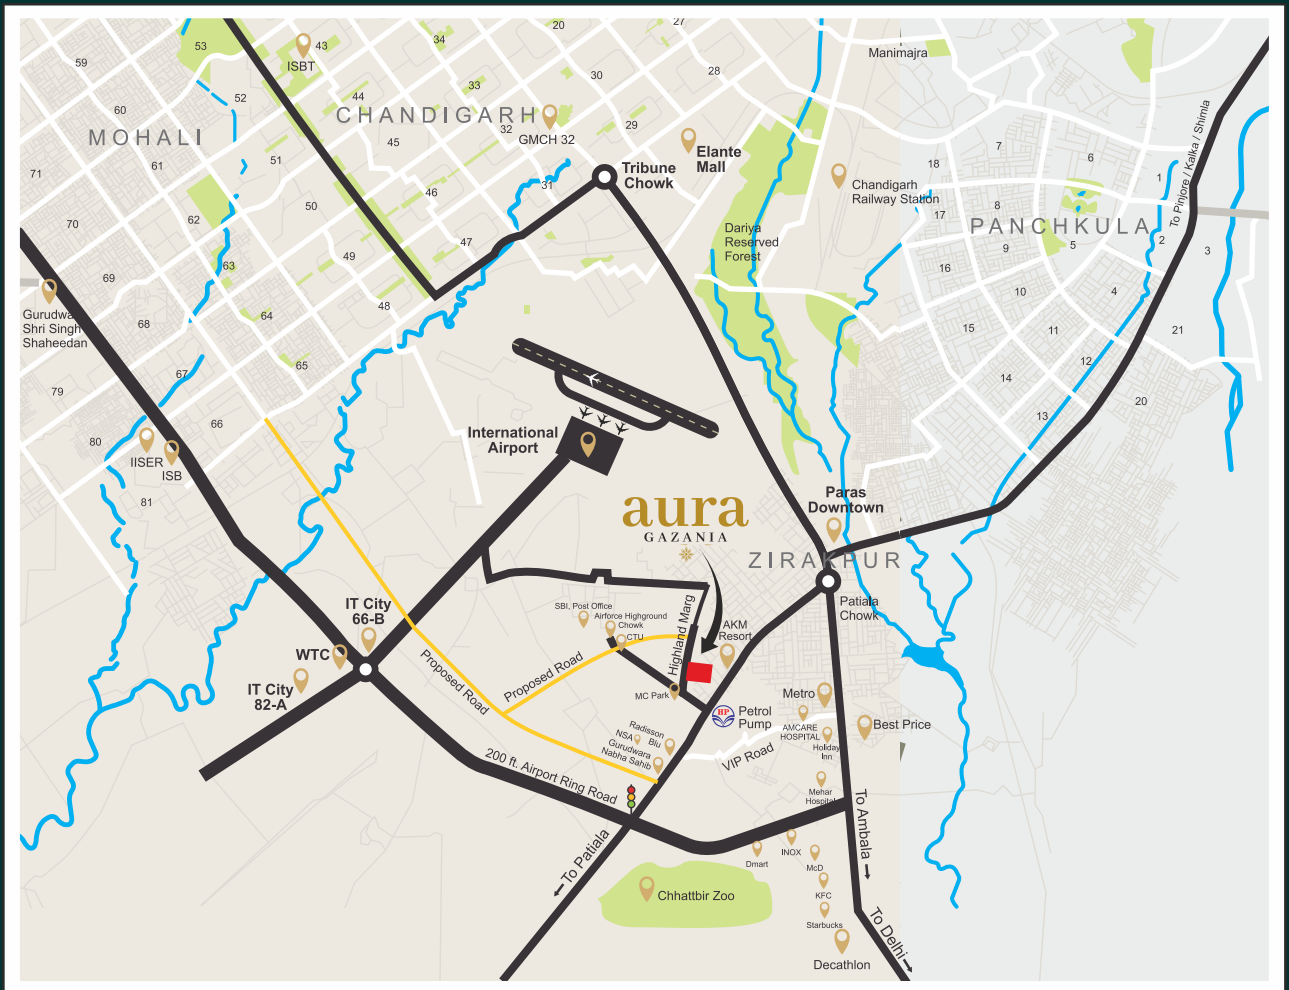 53
43
ISBT
20
27
34
30
28
33
59
52
44
60
CHANDIGARH
32
GMCH 32
29
MOHALI
61
45
51
71
50
46
31
47
62
70
49
63
69
48
68
64
65
67
79
66
80
81
Manimajra
Elante
Mall
Tribune
Chowk
Chandigarh
Railway Station
Dariya
Reserved
Forest
PANCHKULA
7
6
18
1
8
17
5
2
3
9
16
4
10
15
11
21
12
14
20
13
To Pinjore / Kalka / Shimla
Gurudwa
Shri Singh
Shaheedan
IISER
ISB
International
Airport
aura
GAZANIA
Paras
Downtown
ZIRAKPUR
Patiala
Chowk
IT City
66-B
WTC
IT City
82-A
SBI, Post Office
Airforce Highground
Chowk
CTU
Highland Marg
AKM
Resort
Proposed Road
Proposed Road
MC Park
HP
Petrol
Pump
Metro
AMCARE
HOSPITAL
Best Price
Holiday
Inn
VIP Road
Radisson
Blu
NSA
Gurudwara
Nabha Sahib
200 ft. Airport Ring Road
Mehar
Hospital
To Ambala
To Patiala
Dmart
INOX
McD
KFC
Starbucks
Decathlon
To Delhi
Chhattbir Zoo